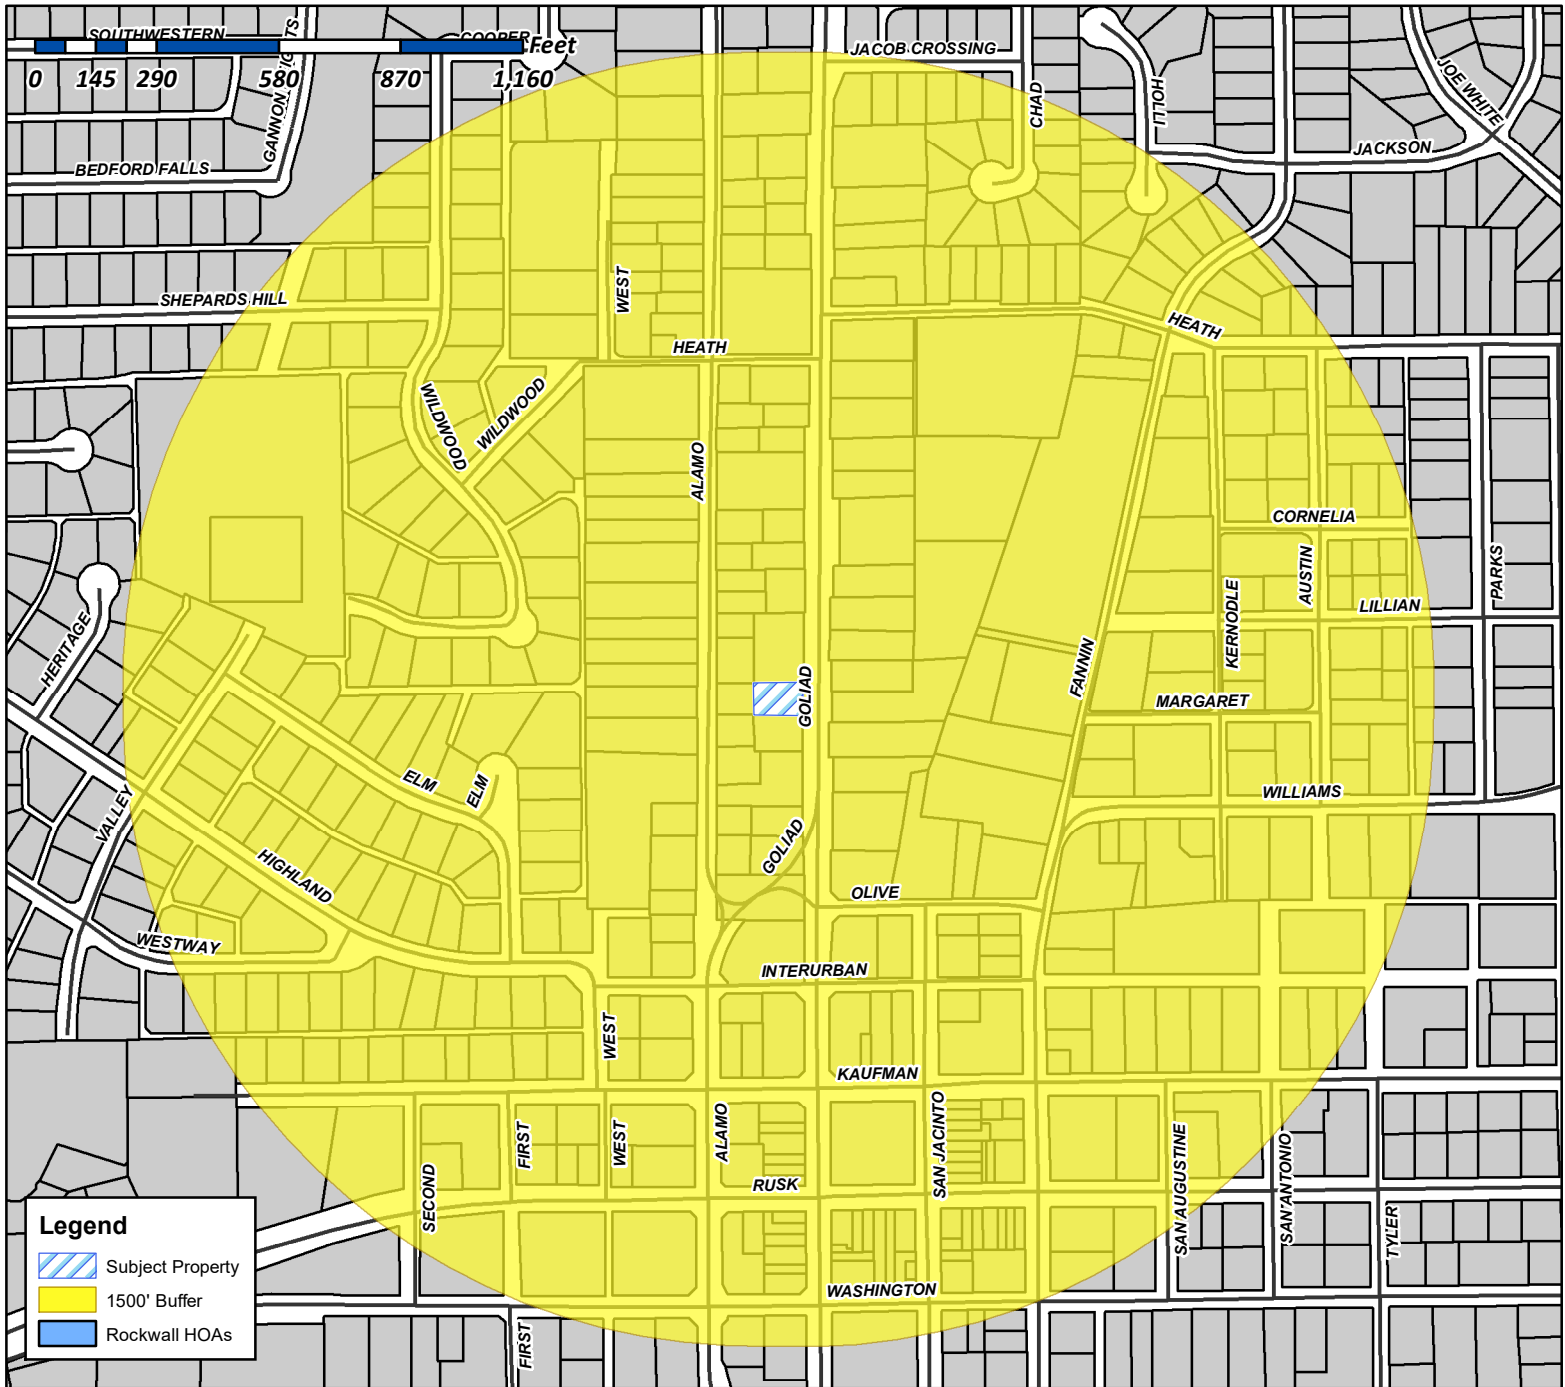 SOUTHWESTERN
COOPER
Feet
0 145 290 580 870 1,160
JACOB CROSSING
CHAD
HOLLI
JOE WHITE
JACKSON
BEDFORD FALLS
SHEPARDS HILL
WEST
HEATH
HEATH
WILDWOOD
WILDWOOD
ALAMO
CORNELIA
AUSTIN
PARKS
LILLIAN
KERNODLE
HERITAGE
FANNIN
GOLIAD
MARGARET
ELM
ELM
WILLIAMS
VALLEY
GOLIAD
HIGHLAND
OLIVE
WESTWAY
INTERURBAN
WEST
KAUFMAN
FIRST
WEST
ALAMO
SAN JACINTO
SECOND
RUSK
SAN AUGUSTINE
SAN ANTONIO
TYLER
WASHINGTON
FIRST
Legend
Subject Property
1500' Buffer
Rockwall HOAs